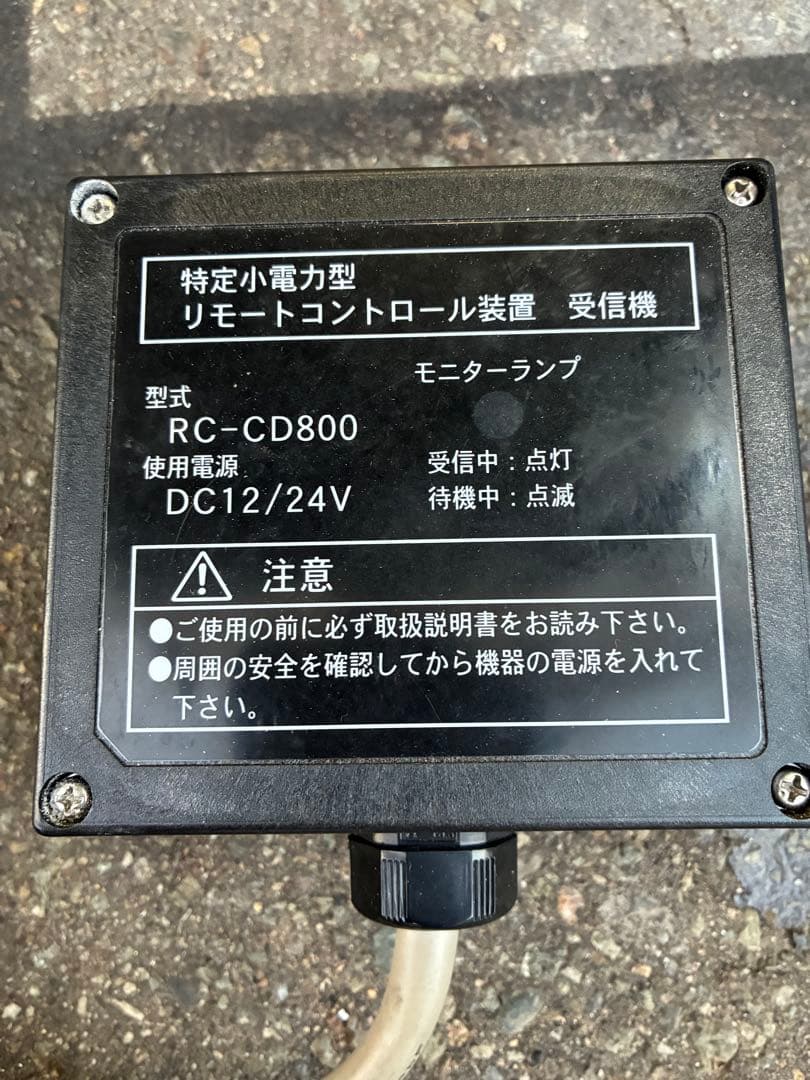 特定小電力型
リモートコントロール装置　受信機
モニターランプ
型式
RC-CD800
使用電源
DC12/24V
受信中：点灯
待機中：点滅
注意
●ご使用の前に必ず取扱説明書をお読み下さい。
●周囲の安全を確認してから機器の電源を入れて
下さい。